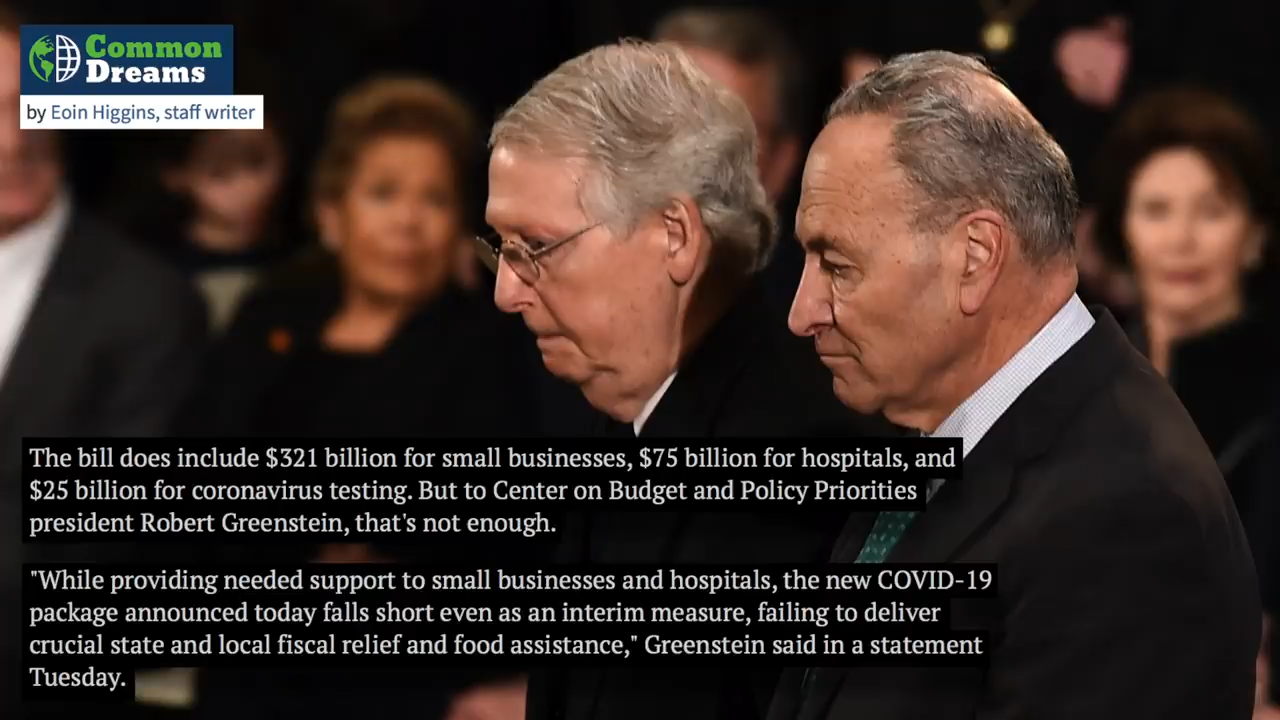 Common
Dreams
by Eoin Higgins, staff writer
The bill does include $321 billion for small businesses, $75 billion for hospitals, and
$25 billion for coronavirus testing. But to Center on Budget and Policy Priorities
president Robert Greenstein, that's not enough.
"While providing needed support to small businesses and hospitals, the new COVID-19
package announced today falls short even as an interim measure, failing to deliver
crucial state and local fiscal relief and food assistance," Greenstein said in a statement
Tuesday.